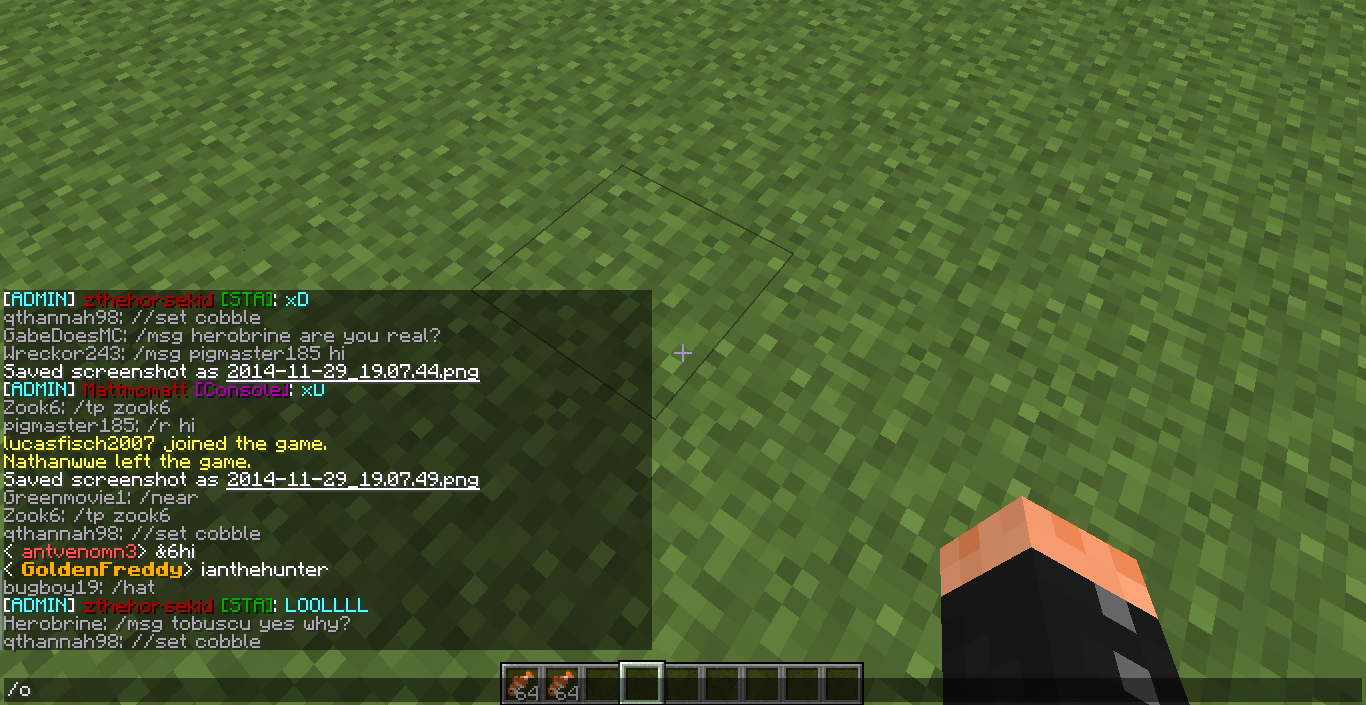 [ADMIN] zthehorsekid [STA]: xD
qthannah98: //set cobble
GabeDoesMC: /msg herobrine are you real?
Wreckor243: /msg pigmaster185 hi
Saved screenshot as 2014-11-29_19.07.44.png
[ADMIN] Mattmcmatt [Console]: xD
Zook6: /tp zook6
pigmaster185: /r hi
lucasfisch2007 joined the game.
Nathanwwe left the game.
Saved screenshot as 2014-11-29_19.07.49.png
Greenmovie1: /near
Zook6: /tp zook6
qthannah98: //set cobble
< antvenomn3> &6hi
< GoldenFreddy> ianthehunter
bugboy19: /hat
[ADMIN] zthehorsekid [STA]: LOOLLLL
Herobrine: /msg tobuscu yes why?
qthannah98: //set cobble
64 64
/o